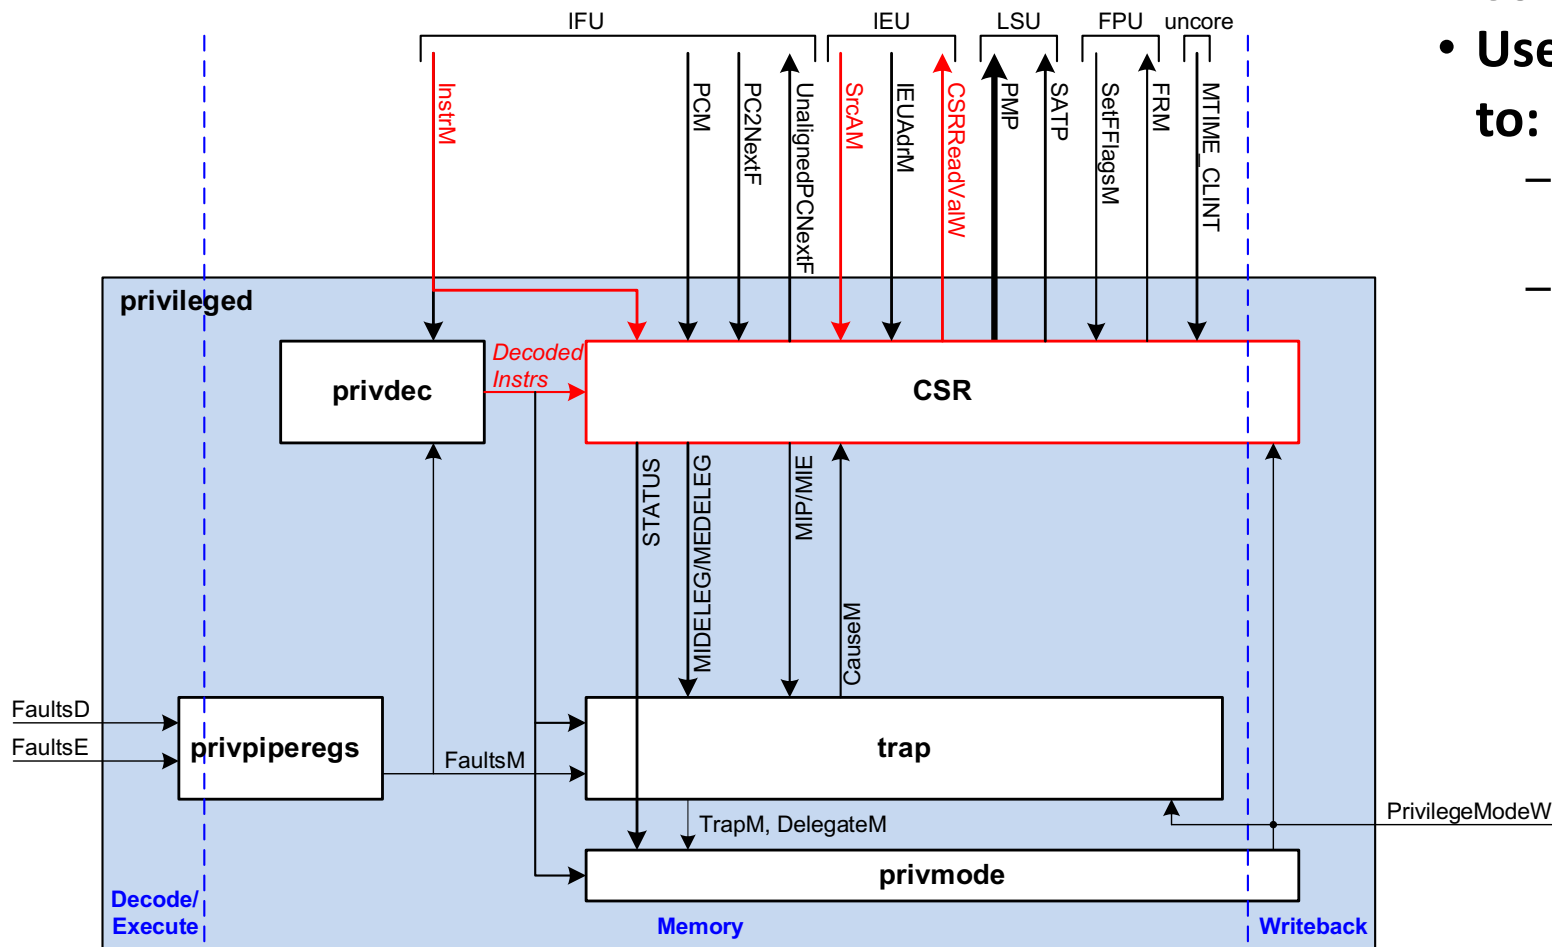 IFU
IEU
LSU
FPU
uncore
• Use
to:
–
–
InstrM
PCM
PC2NextF
UnalignedPCNextF
SrcAM
IEUAdrM
CSRReadValW
PMP
SATP
SetFFlagsM
FRM
MTIME_CLINT
privileged
Decoded
Instrs
privdec
CSR
STATUS
MIDELEG/MEDELEG
MIP/MIE
CauseM
FaultsD
FaultsE
privpiperegs
FaultsM
trap
TrapM, DelegateM
PrivilegeModeW
privmode
Decode/
Execute
Memory
Writeback